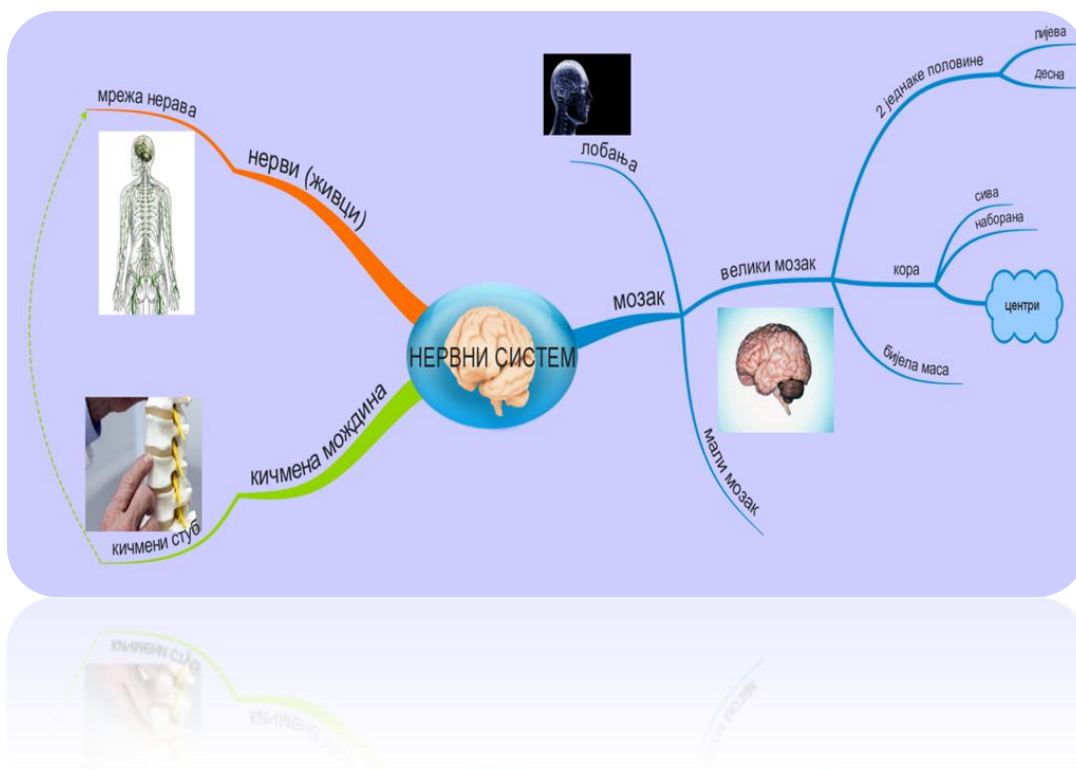 НЕРВНИ СИСТЕМ
мозак
лобања
велики мозак
2 једнаке половине
лијева
десна
кора
сива
наборана
центри
бијела маса
мали мозак
кичмена мождина
кичмени стуб
нерви (живци)
мрежа нерава